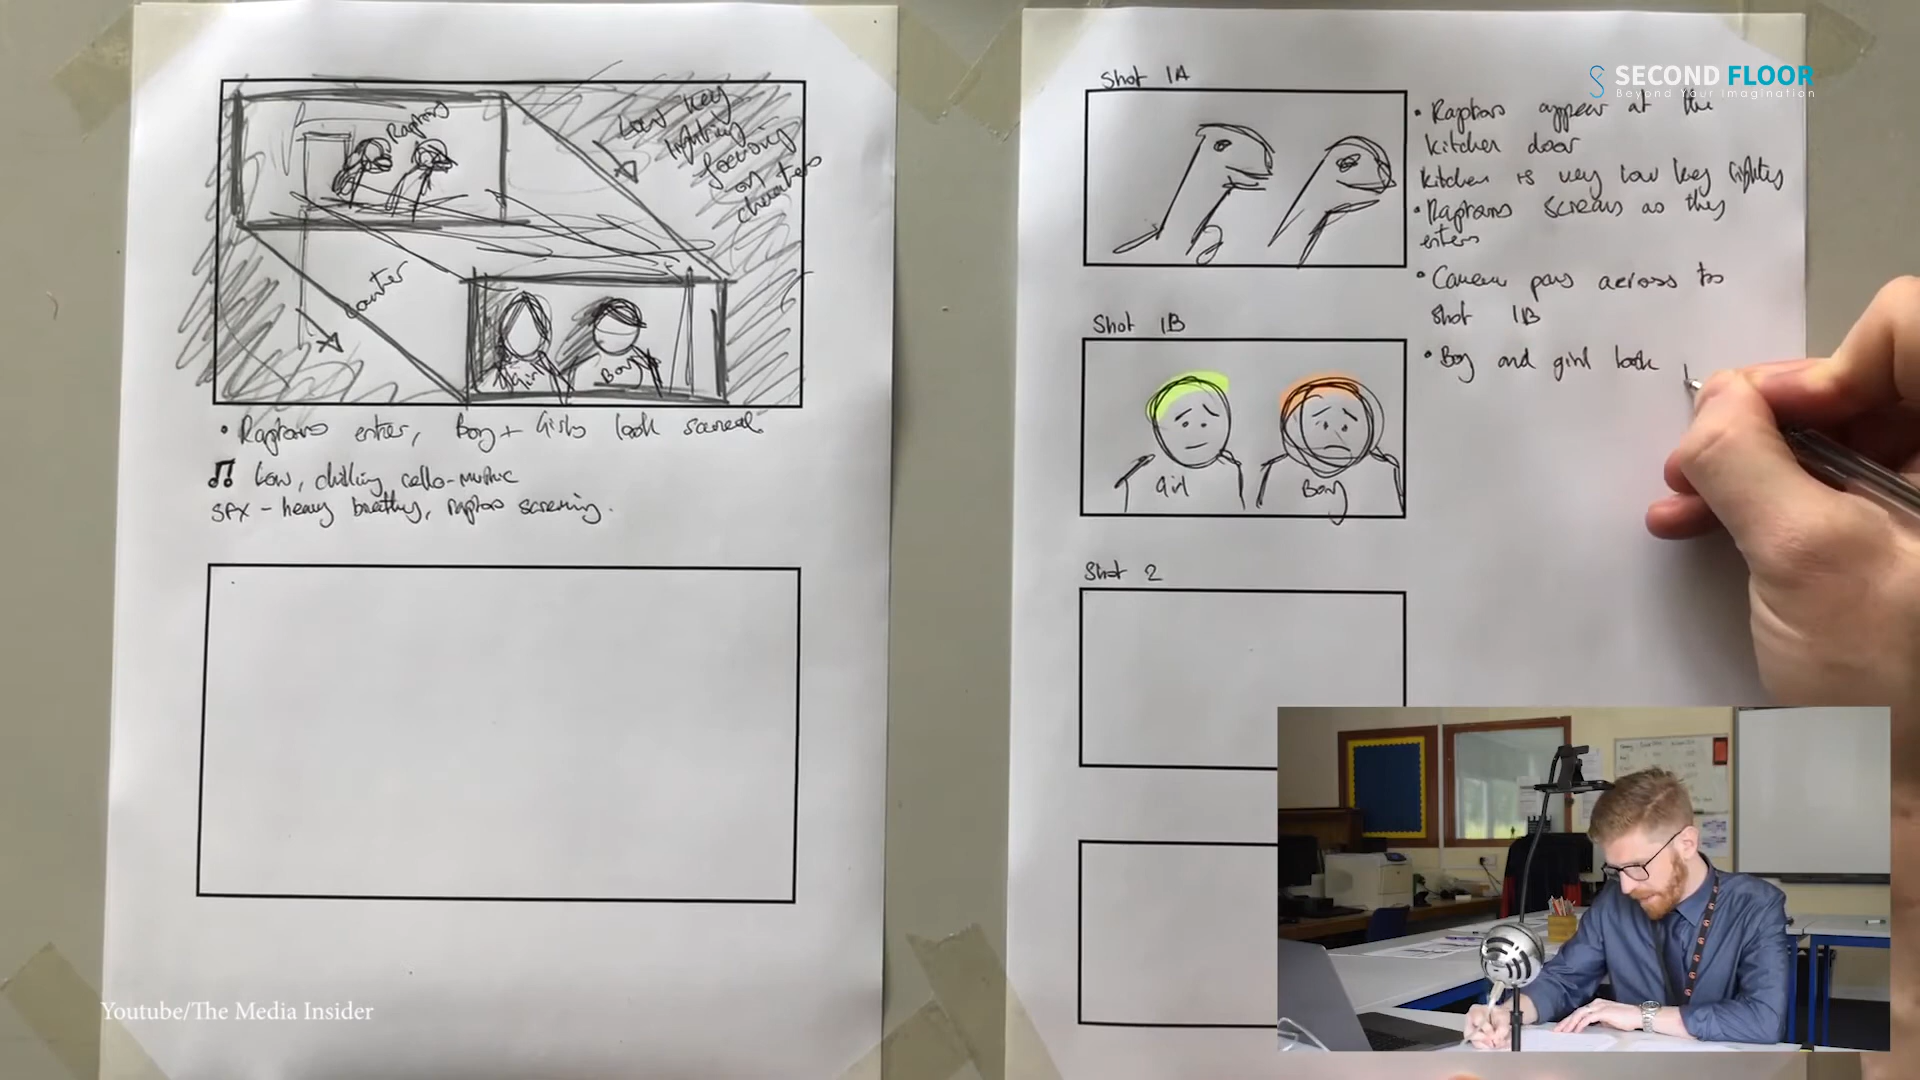 Raptors
Low key
lighting
focusing
on
characters
counter
Girl
Boy
• Raptors enter, Boy + Girls look scared.
Low, chilling cello-music
SFX - heavy breathing, raptors screaming.
Shot 1A
SECOND FLOOR
Beyond Your Imagination
• Raptors appear at the
kitchen door
kitchen is very low key lighting
• Raptors scream as they
enter
• Camera pans across to
shot 1B
Shot 1B
• Boy and girl look
Girl
Boy
Shot 2
Youtube/The Media Insider